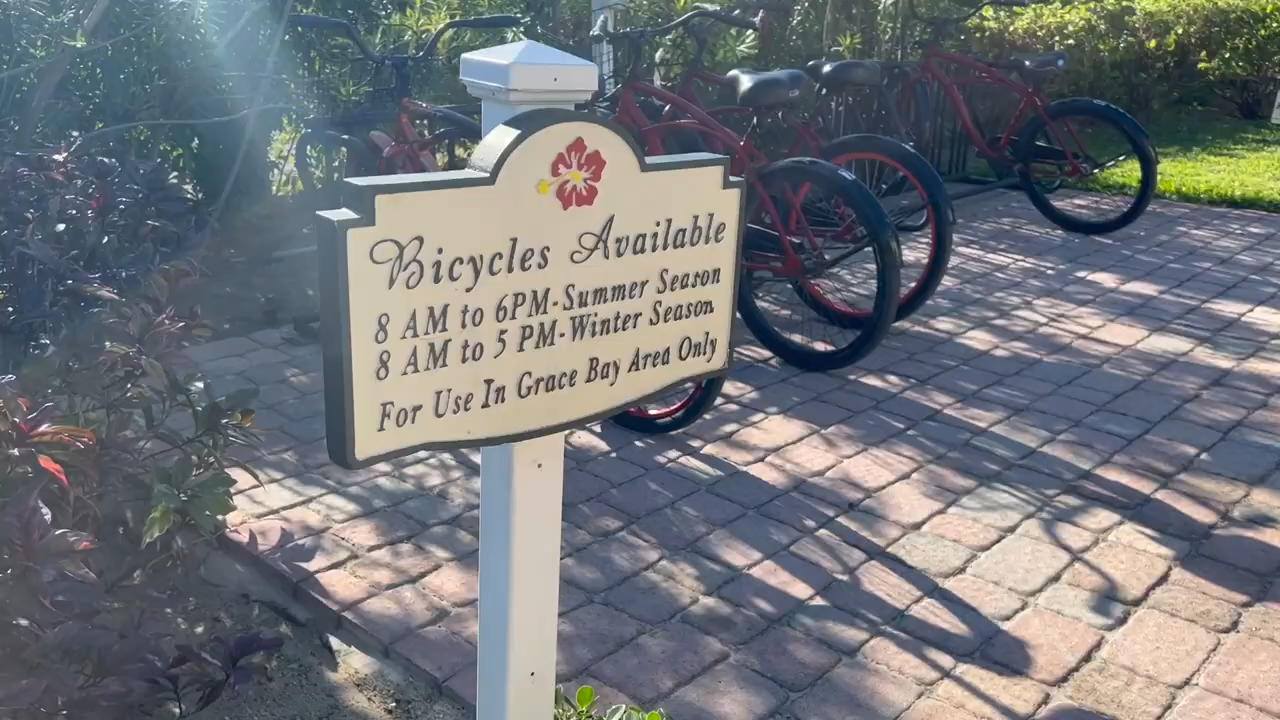 Bicycles Available
8 AM to 6PM-Summer Season
8 AM to 5 PM-Winter Season
For Use In Grace Bay Area Only